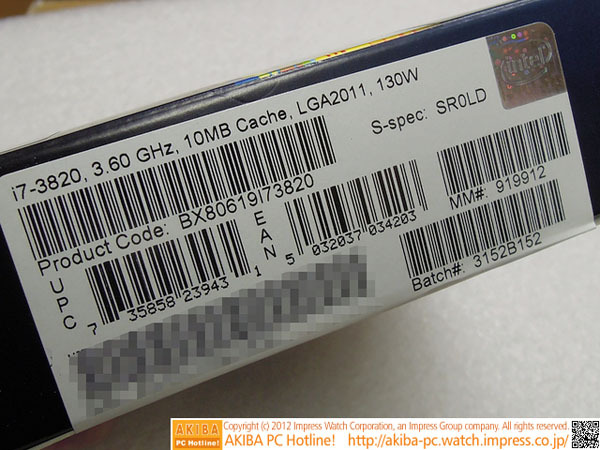 intel
i7-3820, 3.60 GHz, 10MB Cache, LGA2011, 130W
S-spec: SR0LD
Product Code: BX80619I73820
MM#: 919912
UPC
7 35858 23943 1
EAN
5 032037 034203
Batch#: 3152B152
AKIBA PC Hotline!
Copyright (c) 2012 Impress Watch Corporation, an Impress Group company. All rights reserved.
AKIBA PC Hotline! http://akiba-pc.watch.impress.co.jp/